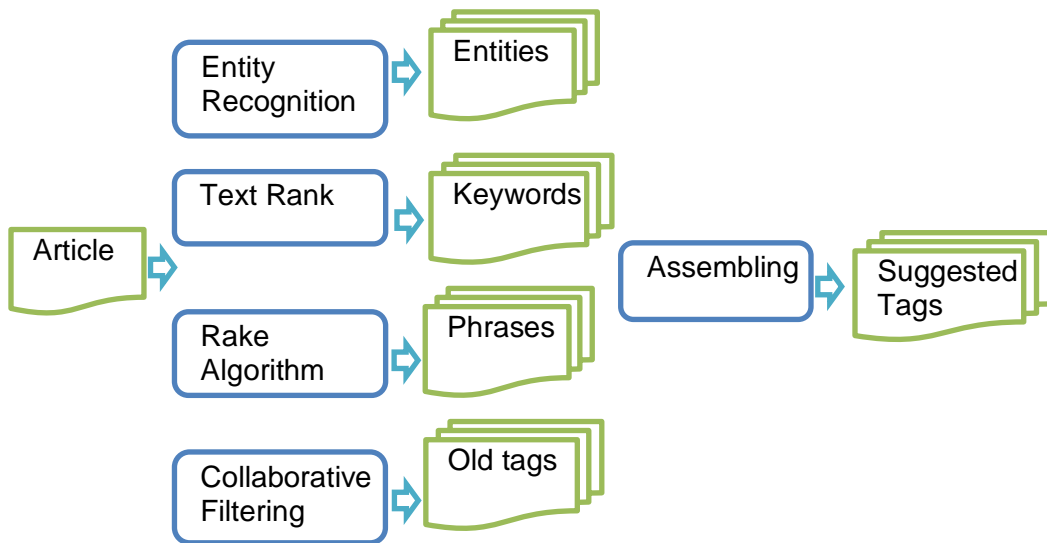 Article
Entity
Recognition
Entities
Text Rank
Keywords
Rake
Algorithm
Phrases
Collaborative
Filtering
Old tags
Assembling
Suggested
Tags